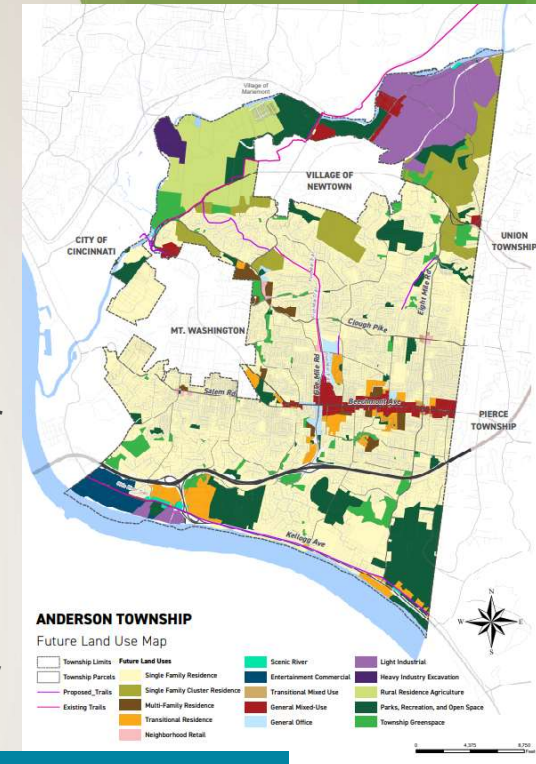 Village of
Mariemont
VILLAGE OF
NEWTOWN
UNION
TOWNSHIP
CITY OF
CINCINNATI
Eight Mile Rd
MT. WASHINGTON
Clough Pike
Five Mile Rd
Salem Rd
Beechmont Ave
PIERCE
TOWNSHIP
Kellogg Ave
ANDERSON TOWNSHIP
Future Land Use Map
N
W
E
S
Township Limits
Township Parcels
Proposed_Trails
Existing Trails
Future Land Uses
Single Family Residence
Single Family Cluster Residence
Multi-Family Residence
Transitional Residence
Neighborhood Retail
Scenic River
Entertainment Commercial
Transitional Mixed Use
General Mixed-Use
General Office
Light Industrial
Heavy Industry Excavation
Rural Residence Agriculture
Parks, Recreation, and Open Space
Township Greenspace
0 4,375 8,750
Feet